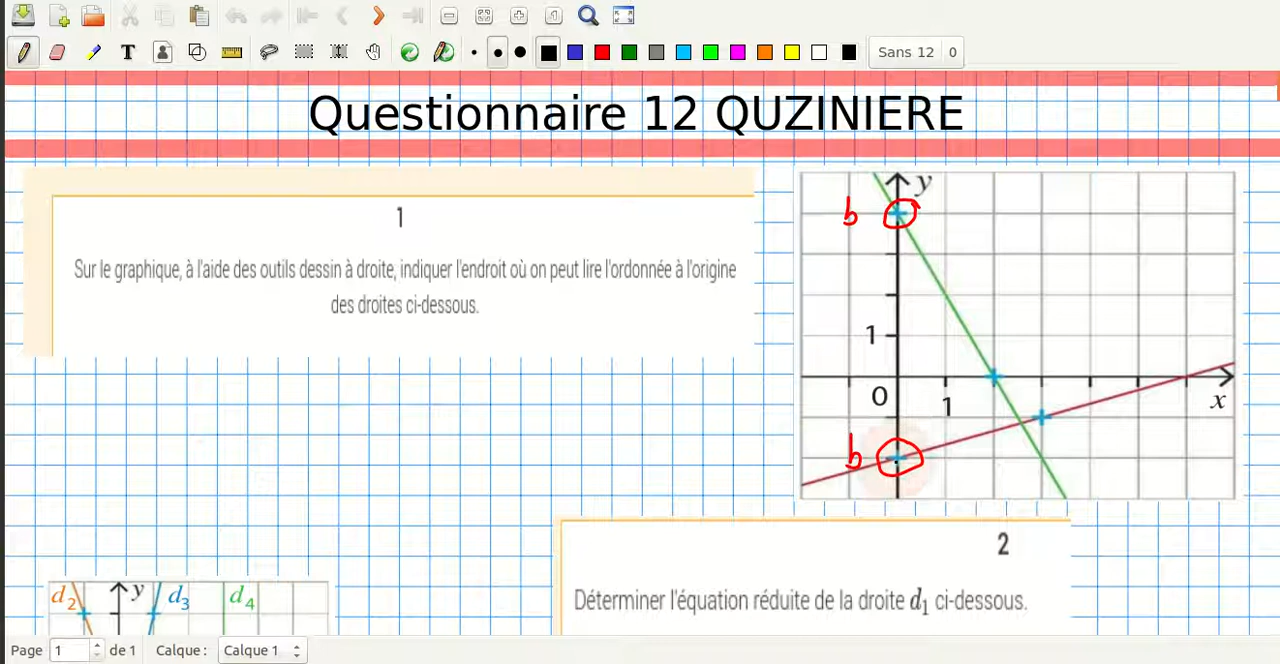 Sans 12 0
Questionnaire 12 QUZINIERE
1
Sur le graphique, à l'aide des outils dessin à droite, indiquer l'endroit où on peut lire l'ordonnée à l'origine
des droites ci-dessous.
y
b
1
0
1
x
b
2
Déterminer l'équation réduite de la droite d₁ ci-dessous.
d₂ y d₃ d₄
Page 1 de 1 Calque : Calque 1